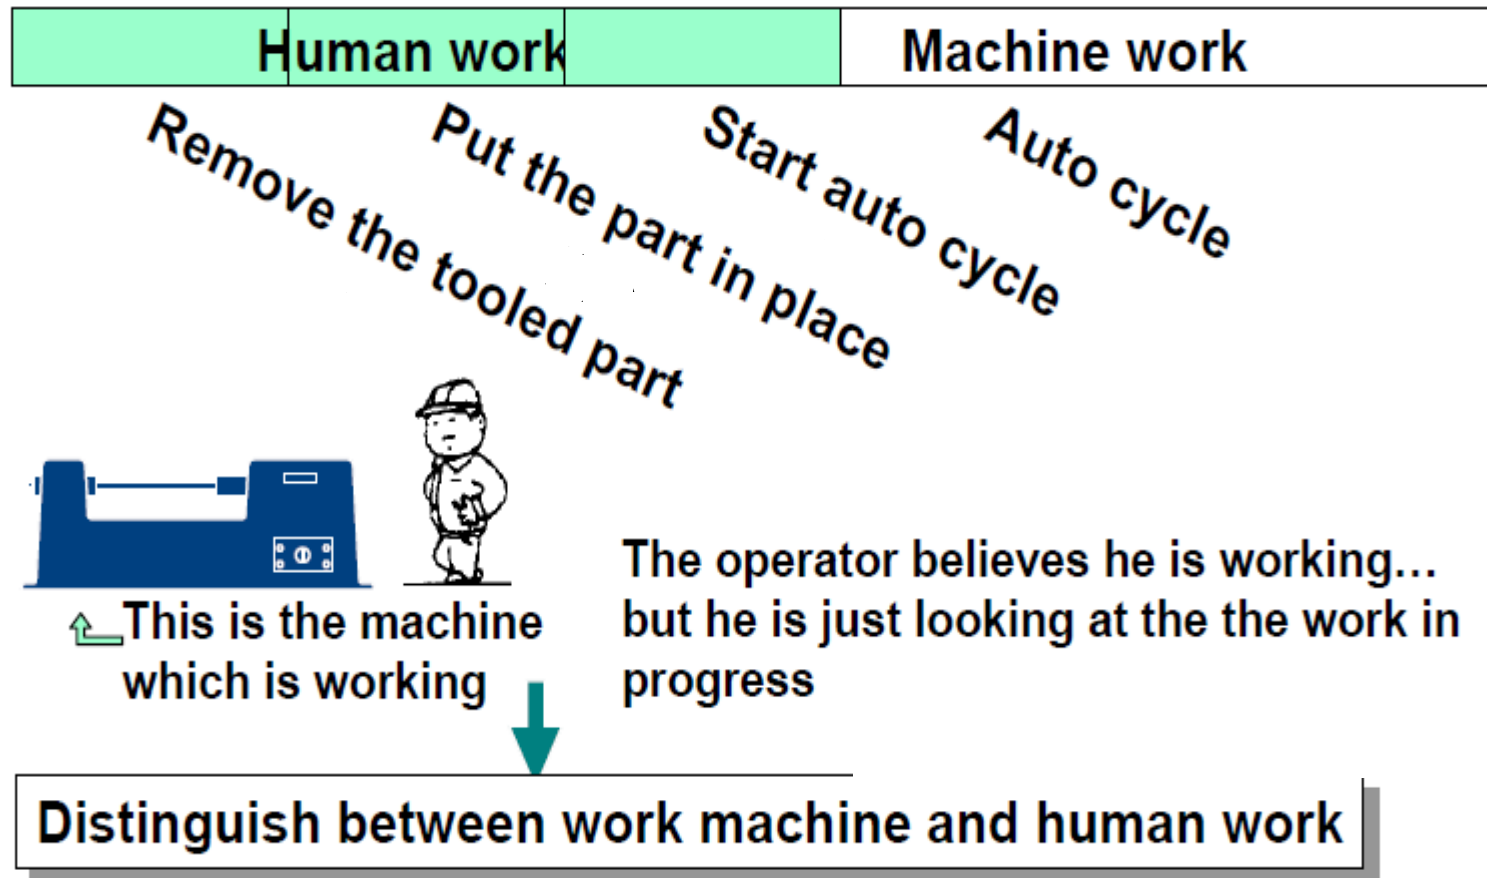 Human work
Machine work
Remove the tooled part
Put the part in place
Start auto cycle
Auto cycle
This is the machine
which is working
The operator believes he is working...
but he is just looking at the the work in
progress
Distinguish between work machine and human work